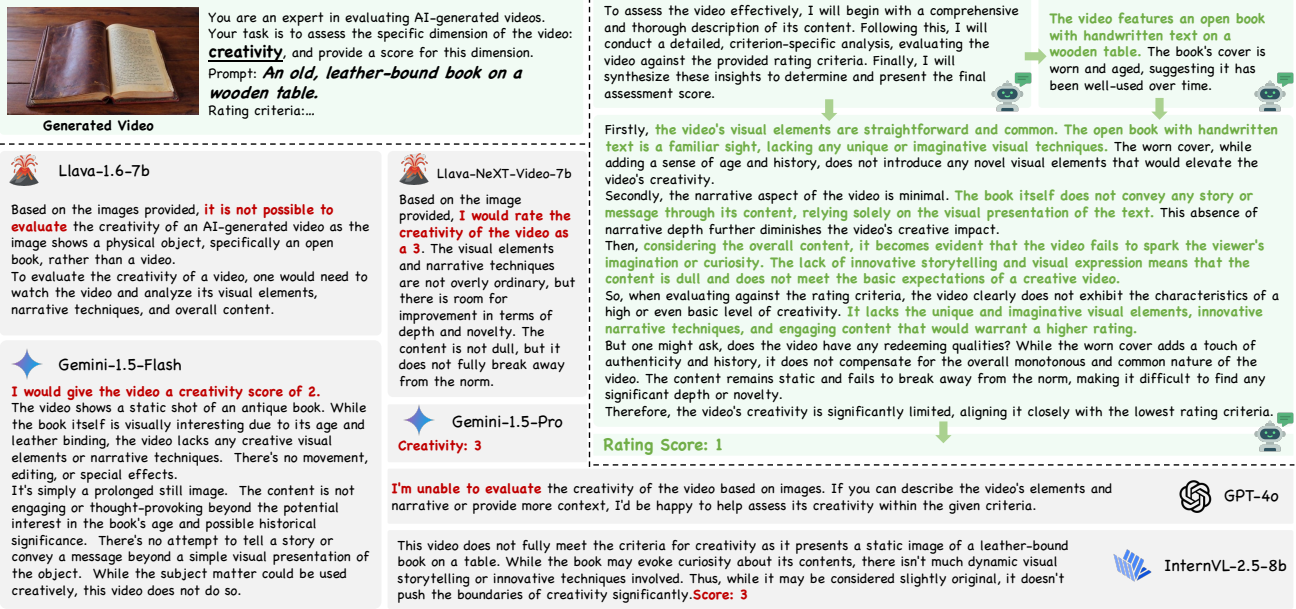 You are an expert in evaluating AI-generated videos.
Your task is to assess the specific dimension of the video:
creativity, and provide a score for this dimension.
Prompt: An old, leather-bound book on a
wooden table.
Rating criteria:...
Generated Video
Llava-1.6-7b
Based on the images provided, it is not possible to
evaluate the creativity of an AI-generated video as the
image shows a physical object, specifically an open
book, rather than a video.
To evaluate the creativity of a video, one would need to
watch the video and analyze its visual elements,
narrative techniques, and overall content.
Gemini-1.5-Flash
I would give the video a creativity score of 2.
The video shows a static shot of an antique book. While
the book itself is visually interesting due to its age and
leather binding, the video lacks any creative visual
elements or narrative techniques. There's no movement,
editing, or special effects.
It's simply a prolonged still image. The content is not
engaging or thought-provoking beyond the potential
interest in the book's age and possible historical
significance. There's no attempt to tell a story or
convey a message beyond a simple visual presentation of
the object. While the subject matter could be used
creatively, this video does not do so.
Llava-NeXT-Video-7b
Based on the image
provided, I would rate the
creativity of the video as
a 3. The visual elements
and narrative techniques
are not overly ordinary, but
there is room for
improvement in terms of
depth and novelty. The
content is not dull, but it
does not fully break away
from the norm.
Gemini-1.5-Pro
Creativity: 3
To assess the video effectively, I will begin with a comprehensive
and thorough description of its content. Following this, I will
conduct a detailed, criterion-specific analysis, evaluating the
video against the provided rating criteria. Finally, I will
synthesize these insights to determine and present the final
assessment score.
The video features an open book
with handwritten text on a
wooden table. The book's cover is
worn and aged, suggesting it has
been well-used over time.
Firstly, the video's visual elements are straightforward and common. The open book with handwritten
text is a familiar sight, lacking any unique or imaginative visual techniques. The worn cover, while
adding a sense of age and history, does not introduce any novel visual elements that would elevate the
video's creativity.
Secondly, the narrative aspect of the video is minimal. The book itself does not convey any story or
message through its content, relying solely on the visual presentation of the text. This absence of
narrative depth further diminishes the video's creative impact.
Then, considering the overall content, it becomes evident that the video fails to spark the viewer's
imagination or curiosity. The lack of innovative storytelling and visual expression means that the
content is dull and does not meet the basic expectations of a creative video.
So, when evaluating against the rating criteria, the video clearly does not exhibit the characteristics of a
high or even basic level of creativity. It lacks the unique and imaginative visual elements, innovative
narrative techniques, and engaging content that would warrant a higher rating.
But one might ask, does the video have any redeeming qualities? While the worn cover adds a touch of
authenticity and history, it does not compensate for the overall monotonous and common nature of the
video. The content remains static and fails to break away from the norm, making it difficult to find any
significant depth or novelty.
Therefore, the video's creativity is significantly limited, aligning it closely with the lowest rating criteria.
Rating Score: 1
I'm unable to evaluate the creativity of the video based on images. If you can describe the video's elements and
narrative or provide more context, I'd be happy to help assess its creativity within the given criteria.
GPT-4o
This video does not fully meet the criteria for creativity as it presents a static image of a leather-bound
book on a table. While the book may evoke curiosity about its contents, there isn't much dynamic visual
storytelling or innovative techniques involved. Thus, while it may be considered slightly original, it doesn't
push the boundaries of creativity significantly.Score: 3
InternVL-2.5-8b